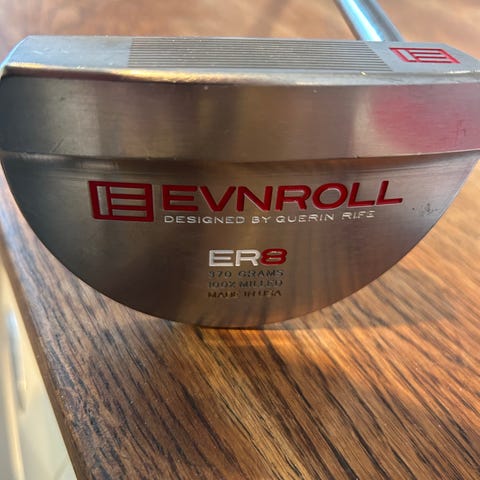 EVNROLL
DESIGNED BY GUERIN RIFE
ER8
370 GRAMS
100% MILLED
MADE IN USA